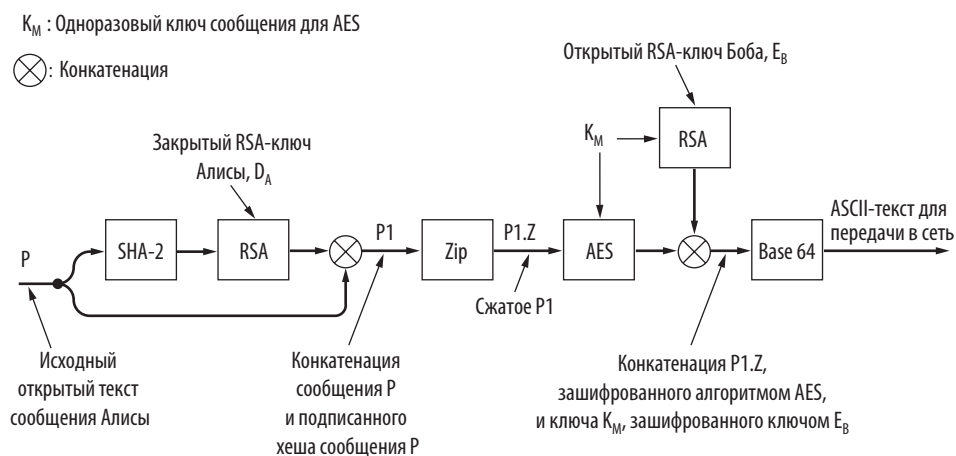 K_M : Одноразовый ключ сообщения для AES
: Конкатенация
Открытый RSA-ключ Боба, E_B
Закрытый RSA-ключ
Алисы, D_A
K_M
RSA
P
SHA-2
RSA
P1
Zip
P1.Z
AES
Base 64
ASCII-текст для
передачи в сеть
Сжатое P1
Исходный
открытый текст
сообщения Алисы
Конкатенация
сообщения P
и подписанного
хеша сообщения P
Конкатенация P1.Z,
зашифрованного алгоритмом AES,
и ключа K_M, зашифрованного ключом E_B